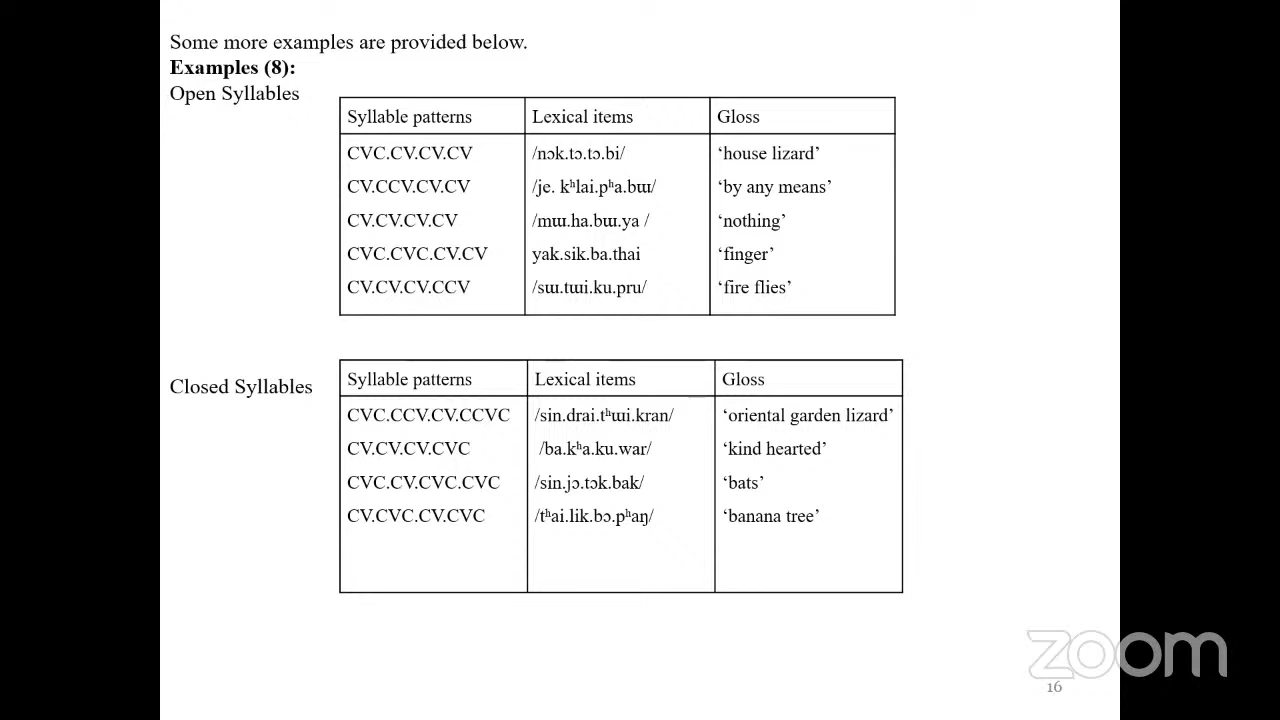 Some more examples are provided below.
Examples (8):
Open Syllables
Syllable patterns Lexical items Gloss
CVC.CV.CV.CV /nɔk.tɔ.tɔ.bi/ ‘house lizard’
CV.CCV.CV.CV /je. kʰlai.pʰa.bɯ/ ‘by any means’
CV.CV.CV.CV /mɯ.ha.bɯ.ya / ‘nothing’
CVC.CVC.CV.CV yak.sik.ba.thai ‘finger’
CV.CV.CV.CCV /sɯ.tɯi.ku.pru/ ‘fire flies’
Closed Syllables
Syllable patterns Lexical items Gloss
CVC.CCV.CV.CCVC /sin.drai.tʰɯi.kran/ ‘oriental garden lizard’
CV.CV.CV.CVC /ba.kʰa.ku.war/ ‘kind hearted’
CVC.CV.CVC.CVC /sin.jɔ.tɔk.bak/ ‘bats’
CV.CVC.CV.CVC /tʰai.lik.bɔ.pʰaŋ/ ‘banana tree’
zoom
16